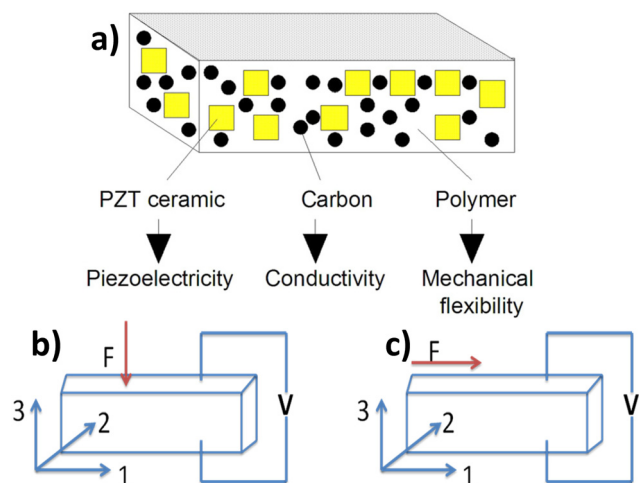 a)
PZT ceramic Carbon Polymer
Piezoelectricity Conductivity Mechanical
flexibility
b) c)
F F
3 2 V 3 2 V
1 1